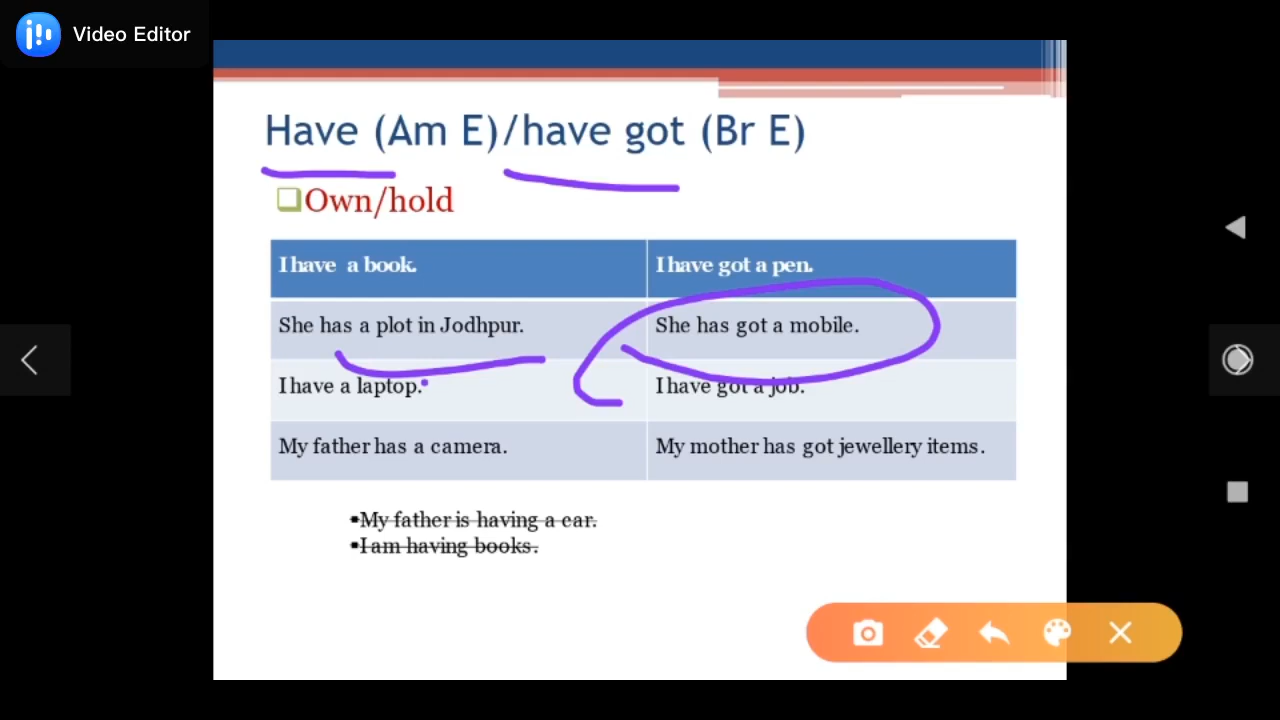 Video Editor
Have (Am E)/have got (Br E)
Own/hold
I have a book.
I have got a pen.
She has a plot in Jodhpur.
She has got a mobile.
I have a laptop.
I have got a job.
My father has a camera.
My mother has got jewellery items.
My father is having a car.
I am having books.